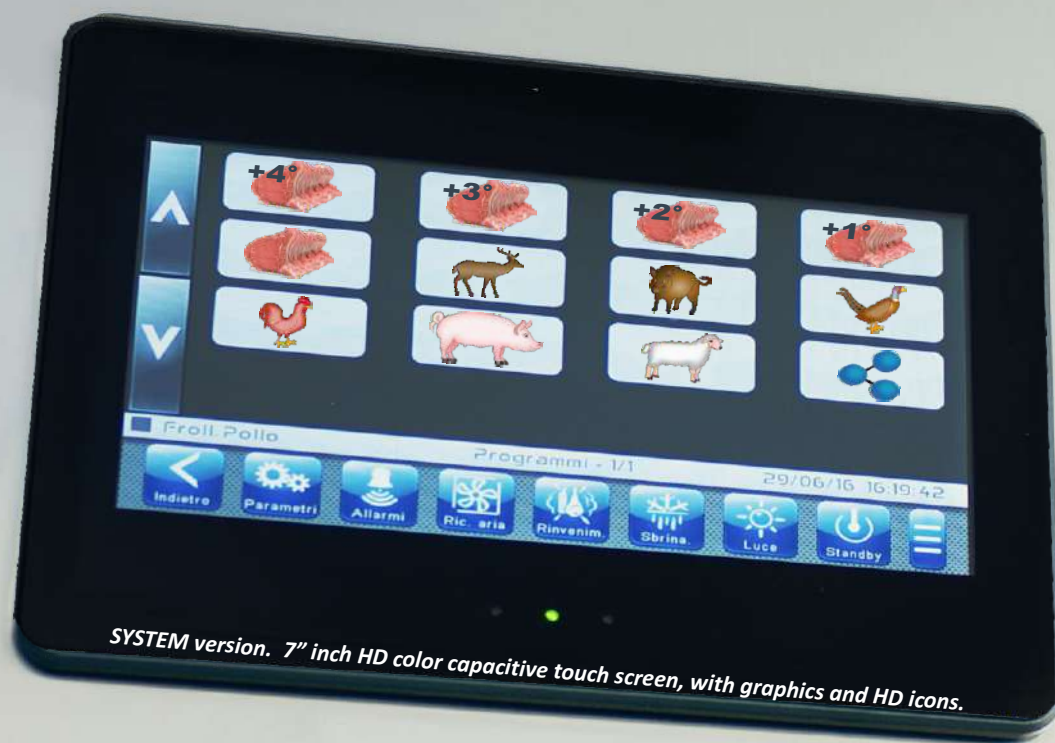 +4° +3° +2° +1°
Froll.Pollo
Programmi - 1/1
29/06/16 16:19:42
Indietro Parametri Allarmi Ric. aria Rinvenim. Sbrina. Luce Standby
SYSTEM version. 7” inch HD color capacitive touch screen, with graphics and HD icons.